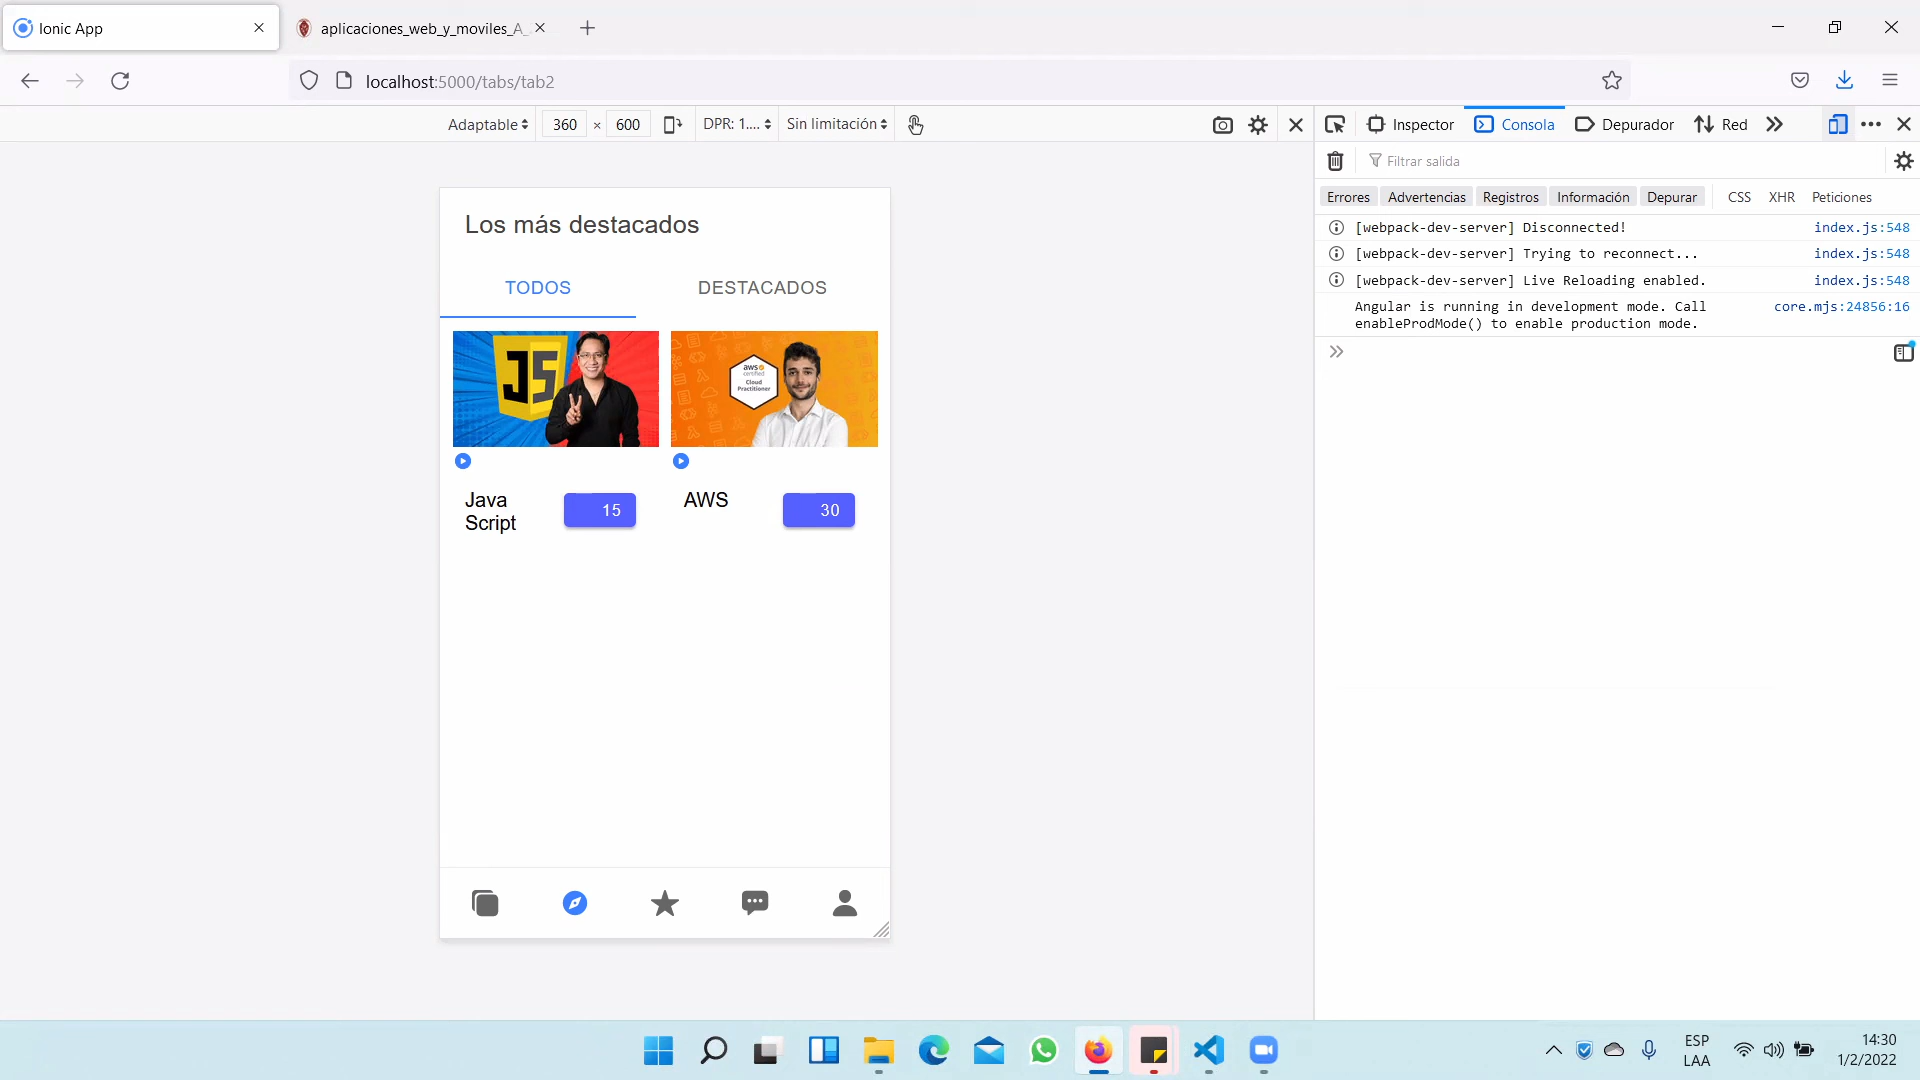 Ionic App
aplicaciones_web_y_moviles_A_
localhost:5000/tabs/tab2
Adaptable
360 × 600
DPR: 1....
Sin limitación
Inspector
Consola
Depurador
Red
Filtrar salida
Errores
Advertencias
Registros
Información
Depurar
CSS
XHR
Peticiones
[webpack-dev-server] Disconnected! index.js:548
[webpack-dev-server] Trying to reconnect... index.js:548
[webpack-dev-server] Live Reloading enabled. index.js:548
Angular is running in development mode. Call core.mjs:24856:16
enableProdMode() to enable production mode.
Los más destacados
TODOS
DESTACADOS
JS
aws
certified
Cloud
Practitioner
Java
Script
15
AWS
30
ESP
LAA
14:30
1/2/2022